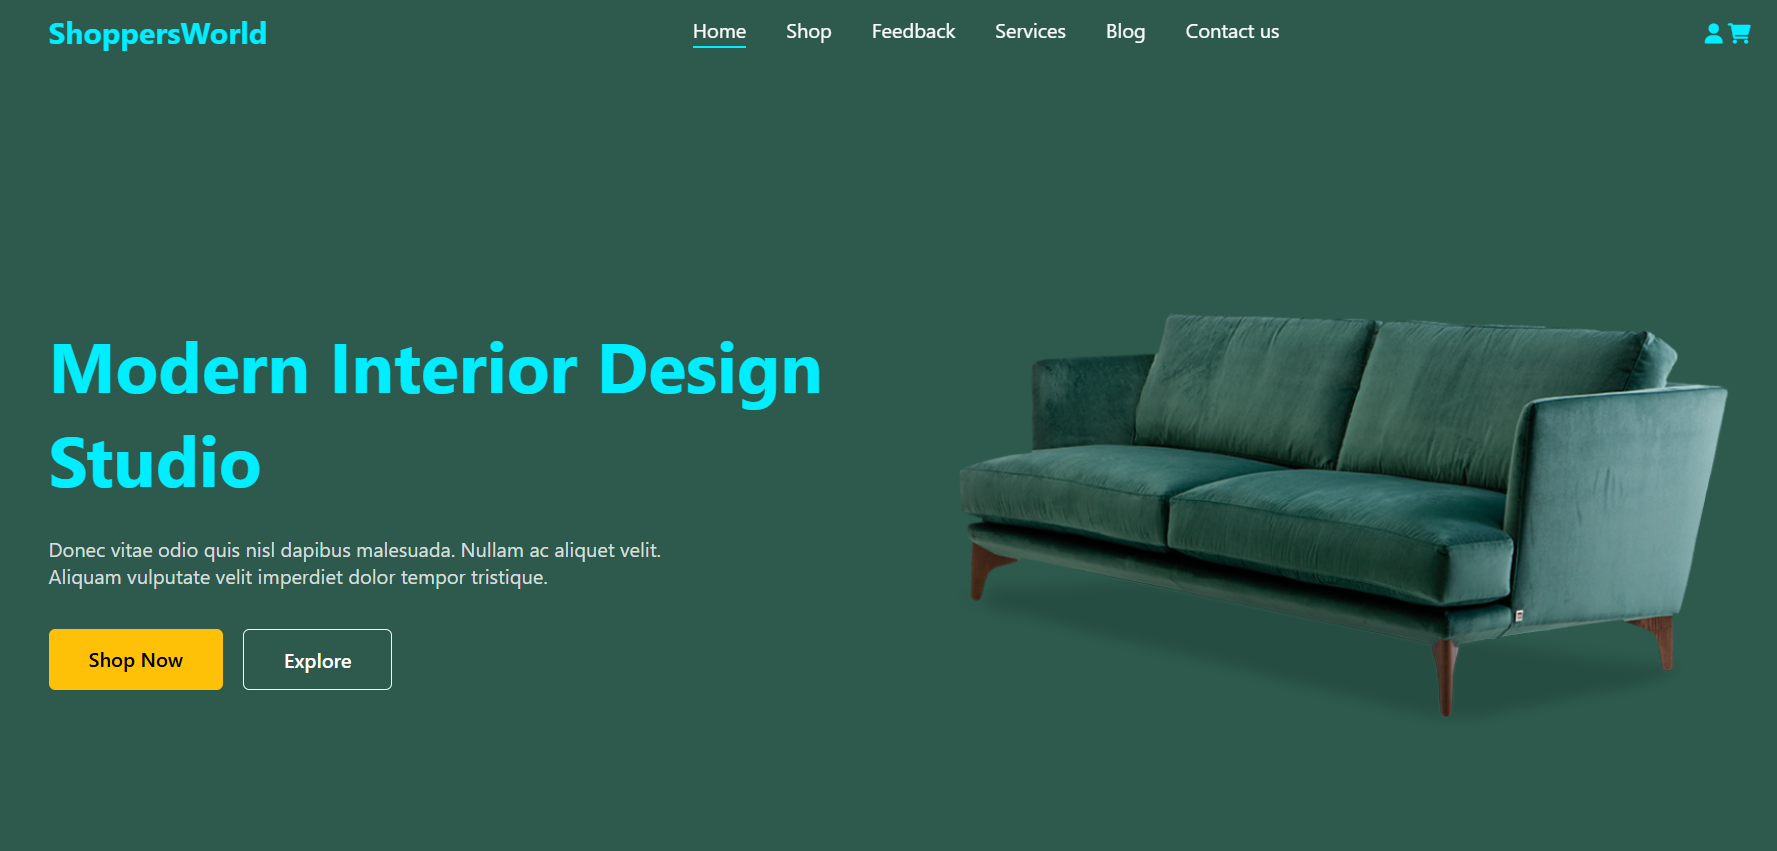 ShoppersWorld
Home Shop Feedback Services Blog Contact us
Modern Interior Design
Studio
Donec vitae odio quis nisl dapibus malesuada. Nullam ac aliquet velit.
Aliquam vulputate velit imperdiet dolor tempor tristique.
Shop Now Explore